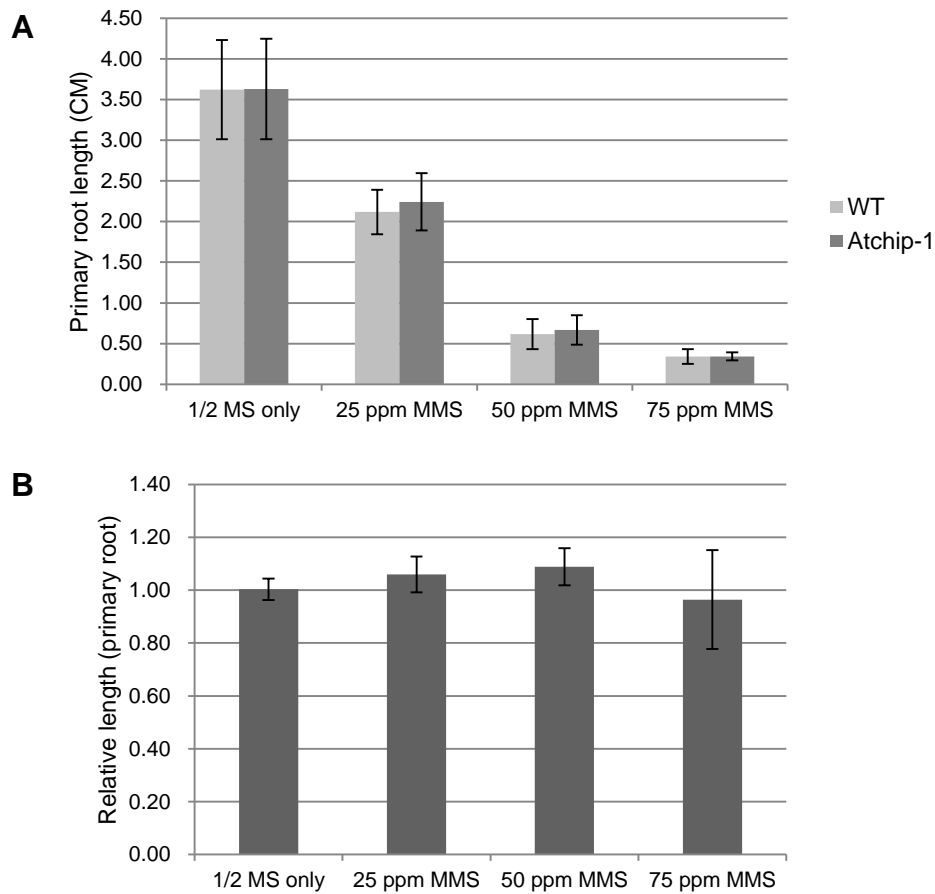 A
Primary root length (CM)
4.50
4.00
3.50
3.00
2.50
2.00
1.50
1.00
0.50
0.00
1/2 MS only
25 ppm MMS
50 ppm MMS
75 ppm MMS
WT
Atchip-1
B
Relative length (primary root)
1.40
1.20
1.00
0.80
0.60
0.40
0.20
0.00
1/2 MS only
25 ppm MMS
50 ppm MMS
75 ppm MMS